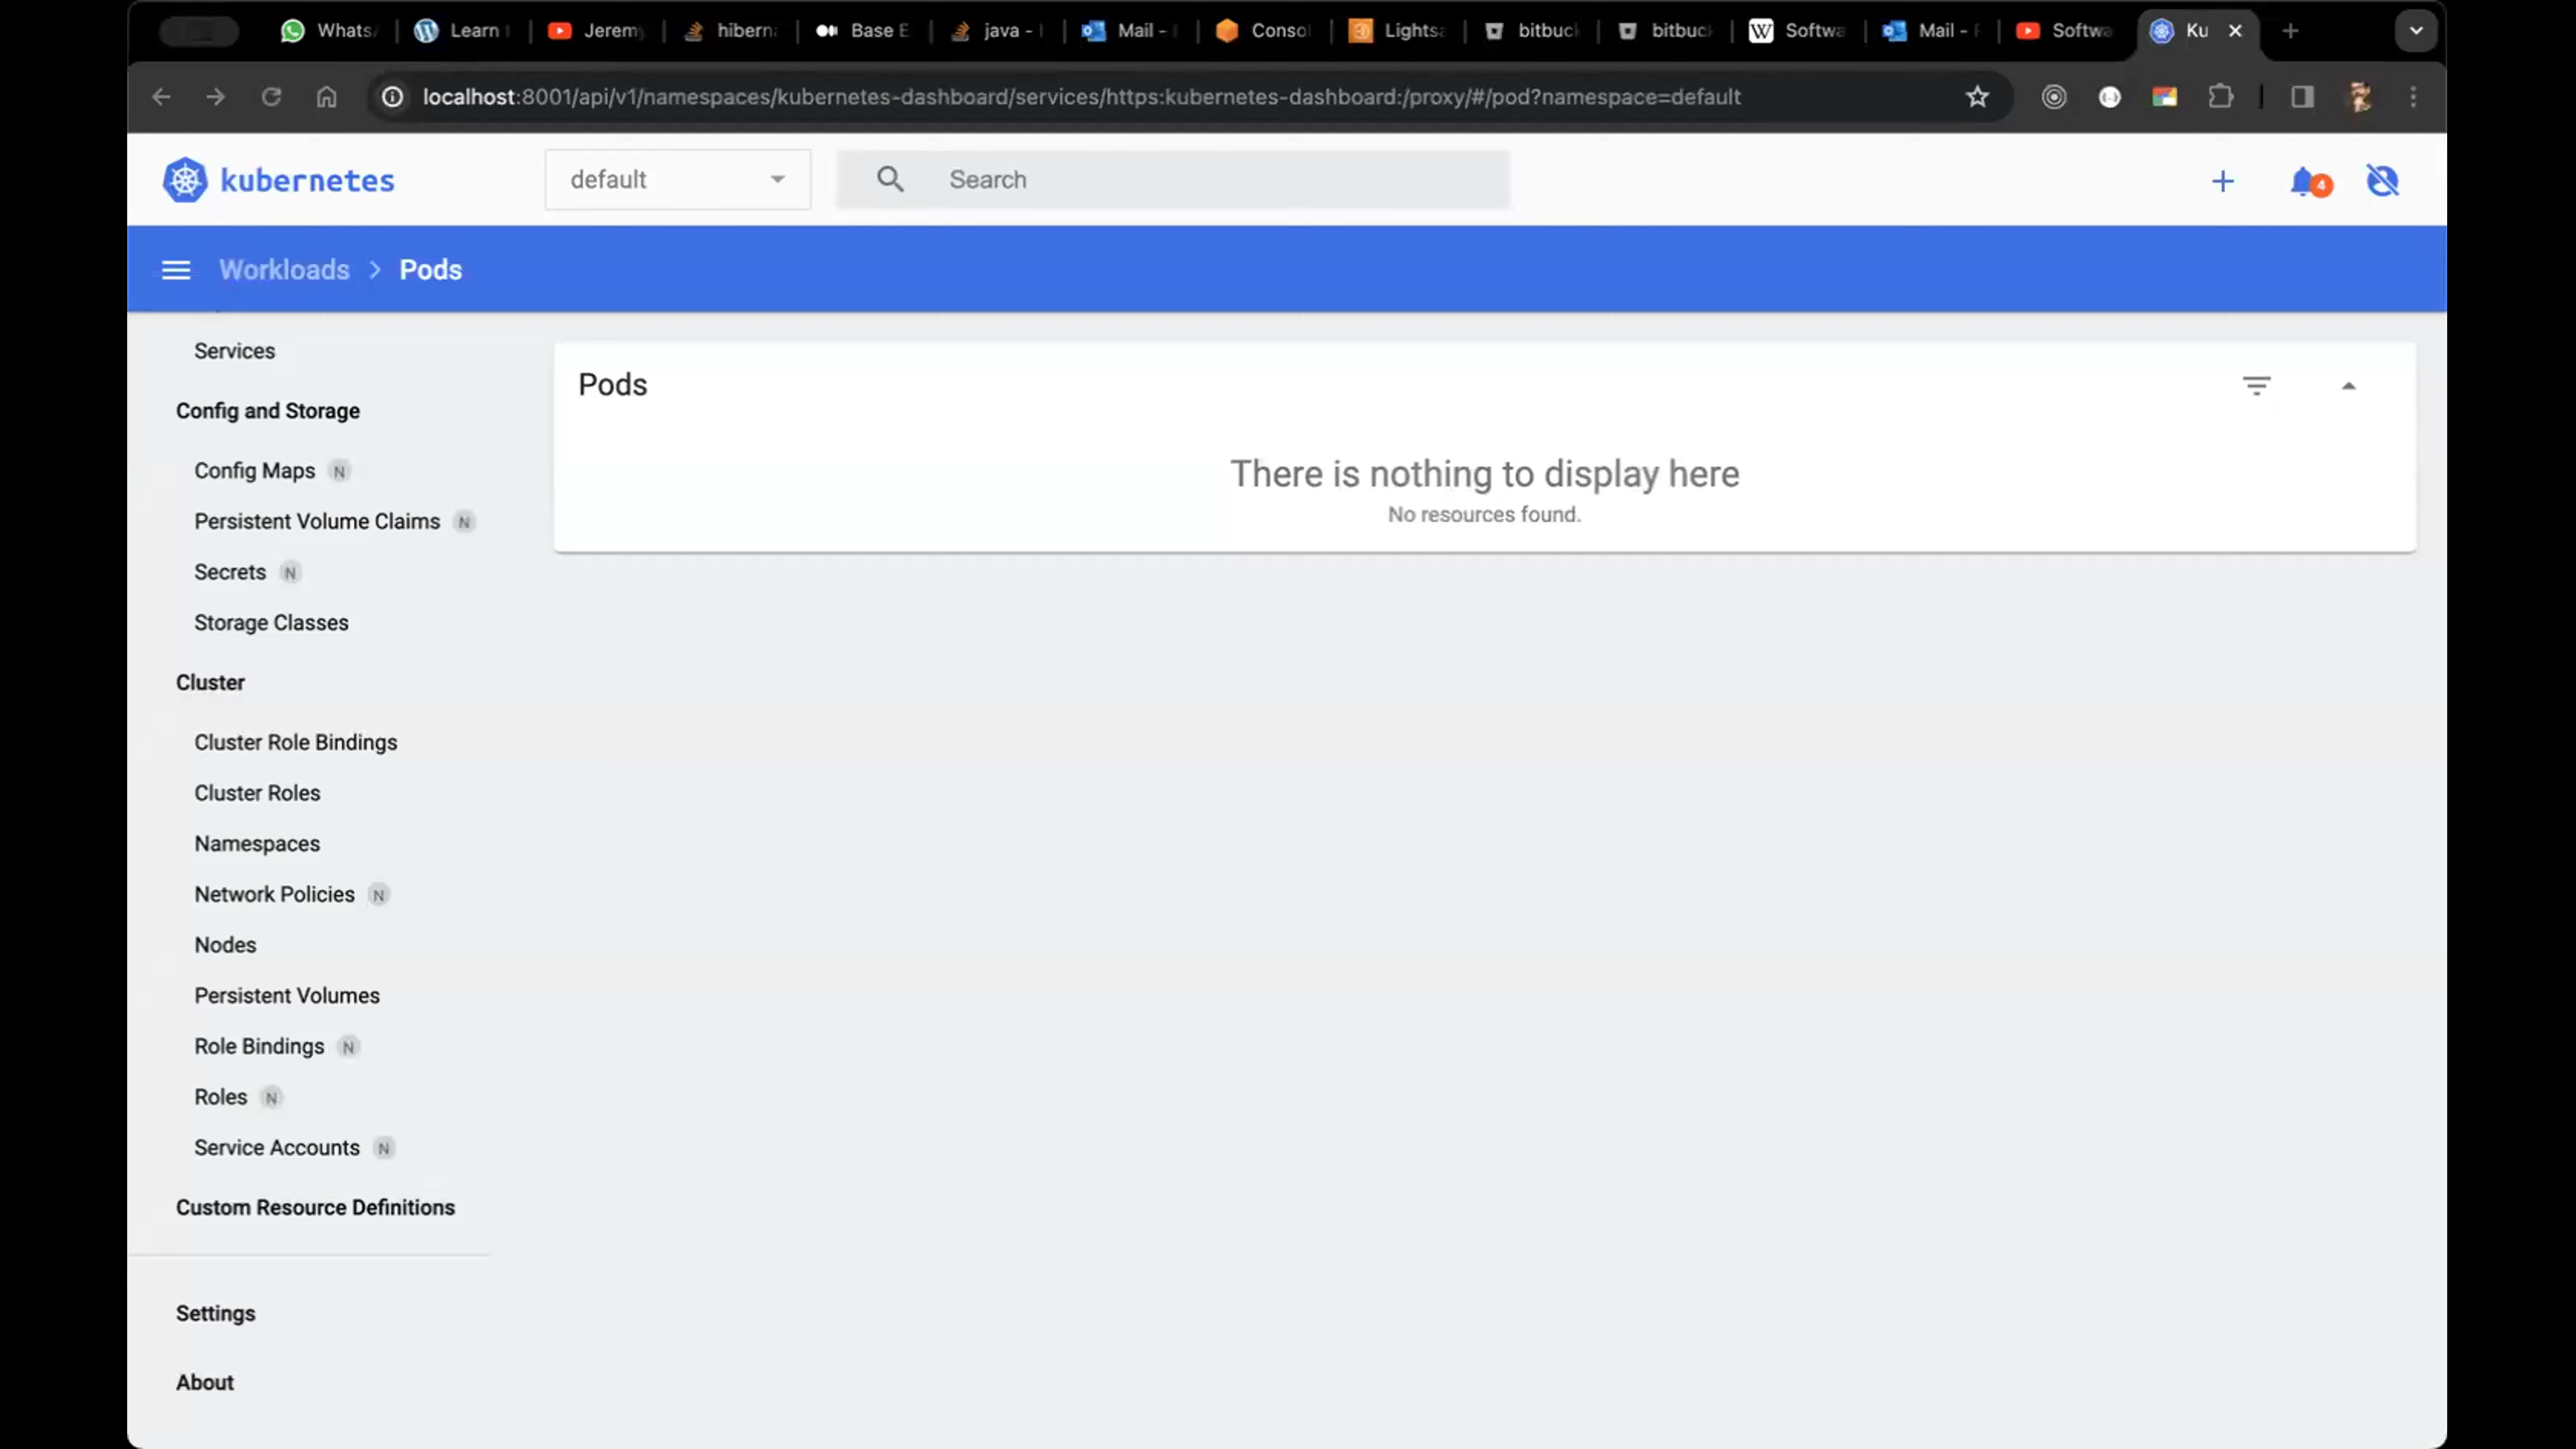 Whats
Learn
Jeremy
hibern
Base E
java -
Mail -
Conso
Lightsa
bitbuc
bitbuc
Softwa
Mail -
Softwa
Ku
localhost:8001/api/v1/namespaces/kubernetes-dashboard/services/https:kubernetes-dashboard:/proxy/#/pod?namespace=default
kubernetes
default
Search
4
Workloads > Pods
Services
Config and Storage
Config Maps N
Persistent Volume Claims N
Secrets N
Storage Classes
Cluster
Cluster Role Bindings
Cluster Roles
Namespaces
Network Policies N
Nodes
Persistent Volumes
Role Bindings N
Roles N
Service Accounts N
Custom Resource Definitions
Settings
About
Pods
There is nothing to display here
No resources found.